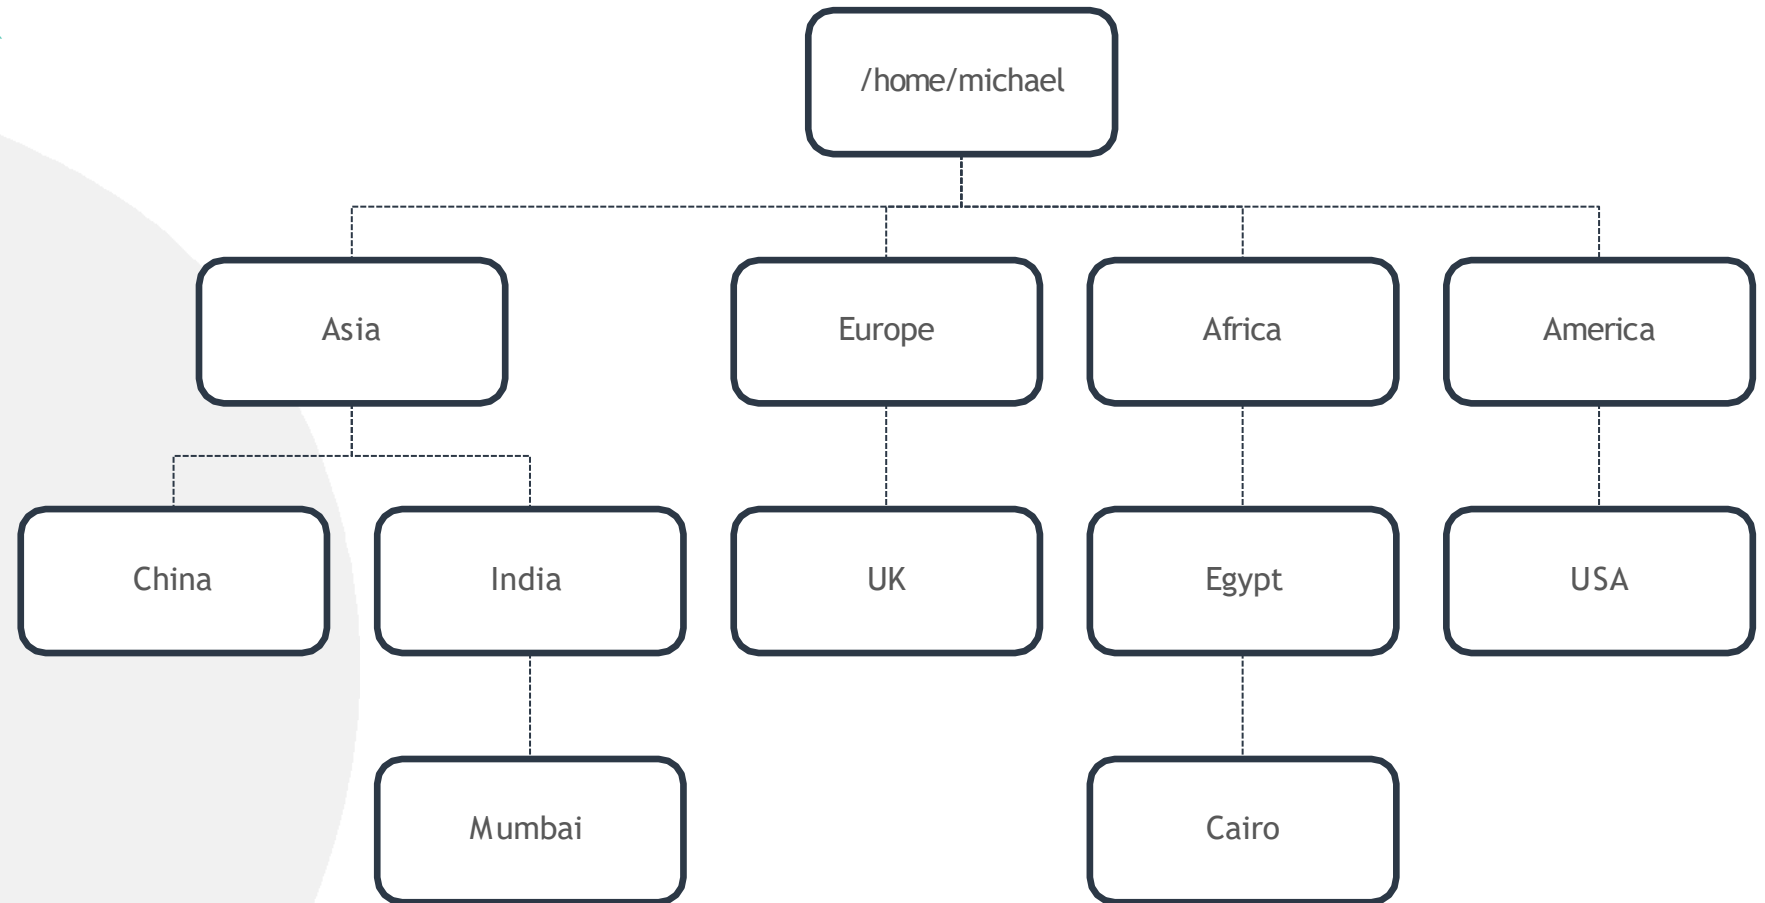 /home/michael
Asia
Europe
Africa
America
China
India
UK
Egypt
USA
Mumbai
Cairo